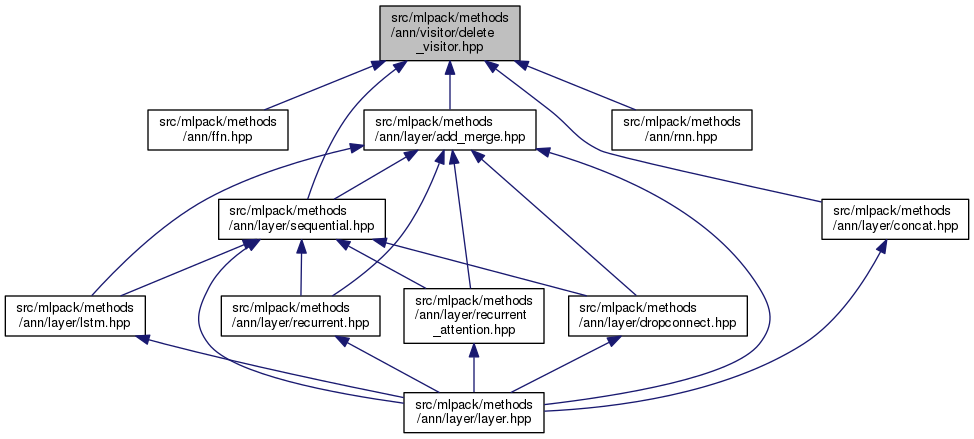 src/mlpack/methods
/ann/visitor/delete
_visitor.hpp
src/mlpack/methods
/ann/ffn.hpp
src/mlpack/methods
/ann/layer/add_merge.hpp
src/mlpack/methods
/ann/rnn.hpp
src/mlpack/methods
/ann/layer/sequential.hpp
src/mlpack/methods
/ann/layer/concat.hpp
src/mlpack/methods
/ann/layer/lstm.hpp
src/mlpack/methods
/ann/layer/recurrent.hpp
src/mlpack/methods
/ann/layer/recurrent
_attention.hpp
src/mlpack/methods
/ann/layer/dropconnect.hpp
src/mlpack/methods
/ann/layer/layer.hpp